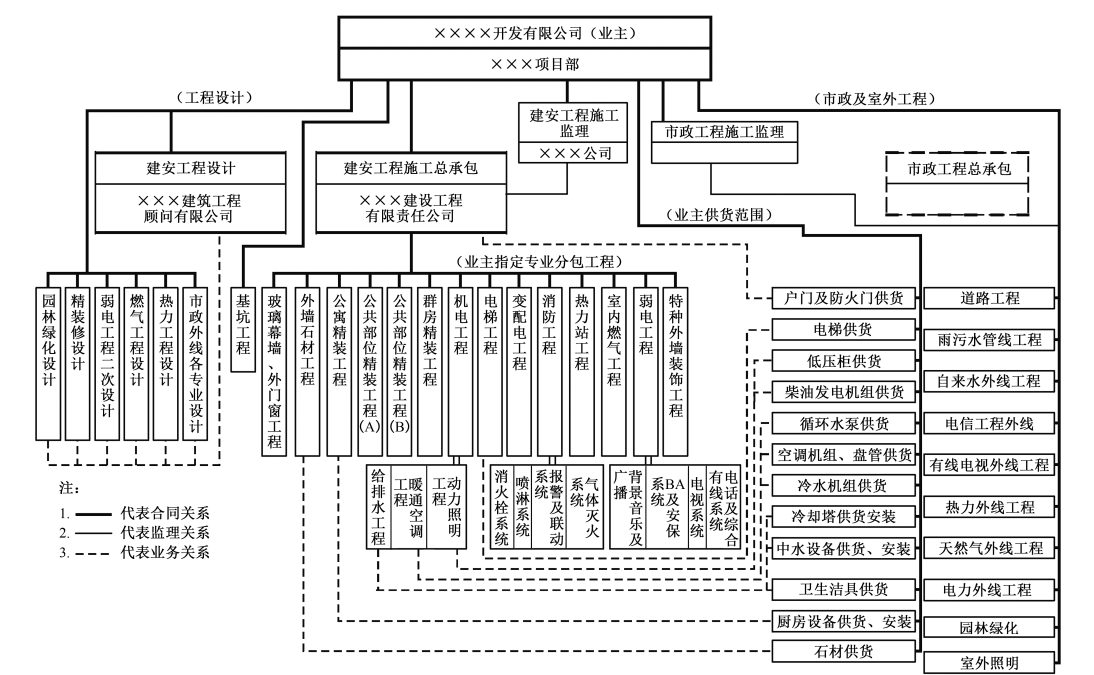 ××××开发有限公司(业主)
×××项目部
(工程设计)
(市政及室外工程)
建安工程施工
监理
×××公司
市政工程施工监理
建安工程设计
×××建筑工程
顾问有限公司
建安工程施工总承包
×××建设工程
有限责任公司
市政工程总承包
(业主供货范围)
(业主指定专业分包工程)
园林绿化设计
精装修设计
弱电工程二次设计
燃气工程设计
热力工程设计
市政外线各专业设计
基坑工程
玻璃幕墙、外门窗工程
外墙石材工程
公寓精装工程
公共部位精装工程(A)
公共部位精装工程(B)
群房精装工程
机电工程
电梯工程
变配电工程
消防工程
热力站工程
室内燃气工程
弱电工程
特种外墙装饰工程
给排水工程
暖通空调
工程
动力照明
工程
消火栓系统
喷淋系统
报警及联动
系统
气体灭火
系统
背景音乐及
广播
BA及安保
系统
电视系统
电话及综合
有线系统
户门及防火门供货
电梯供货
低压柜供货
柴油发电机组供货
循环水泵供货
空调机组、盘管供货
冷水机组供货
冷却塔供货安装
中水设备供货、安装
卫生洁具供货
厨房设备供货、安装
石材供货
道路工程
雨污水管线工程
自来水外线工程
电信工程外线
有线电视外线工程
热力外线工程
天然气外线工程
电力外线工程
园林绿化
室外照明
注：
1. 代表合同关系
2. 代表监理关系
3. 代表业务关系